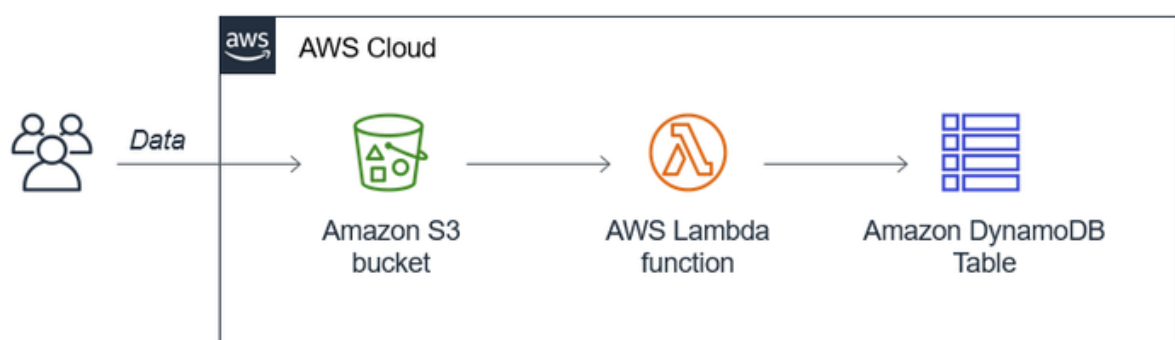 aws
AWS Cloud
Data
Amazon S3
bucket
AWS Lambda
function
Amazon DynamoDB
Table